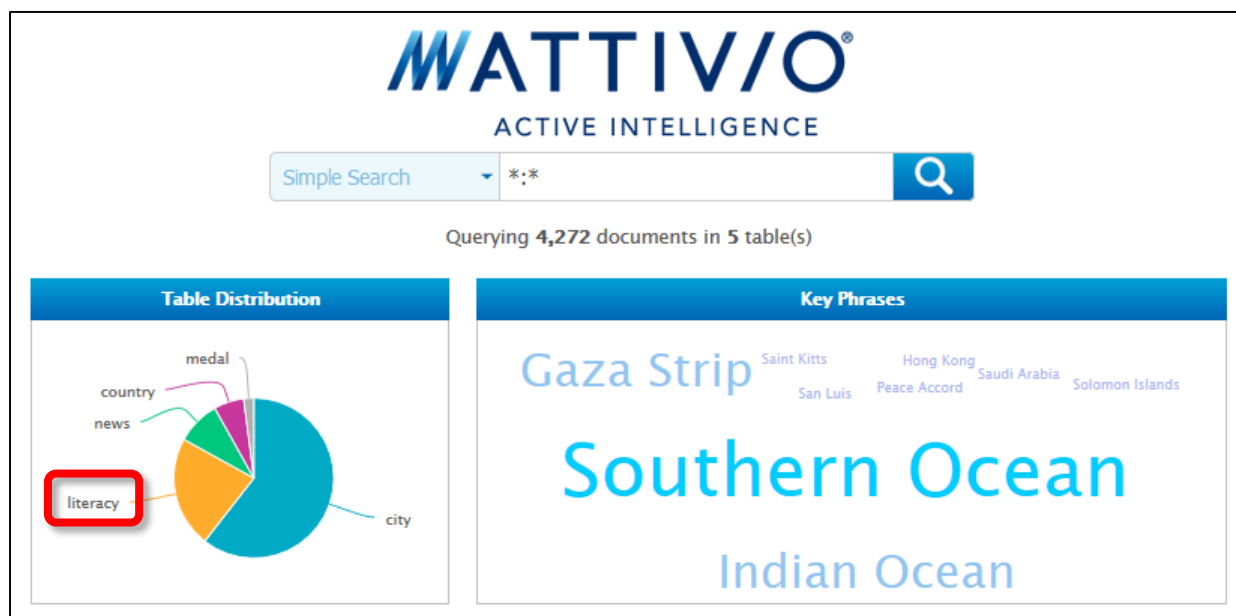 ATTIV/O®
ACTIVE INTELLIGENCE
Simple Search *:*
Querying 4,272 documents in 5 table(s)
Table Distribution
medal
country
news
literacy
city
Key Phrases
Gaza Strip Saint Kitts San Luis Hong Kong Peace Accord Saudi Arabia Solomon Islands
Southern Ocean
Indian Ocean